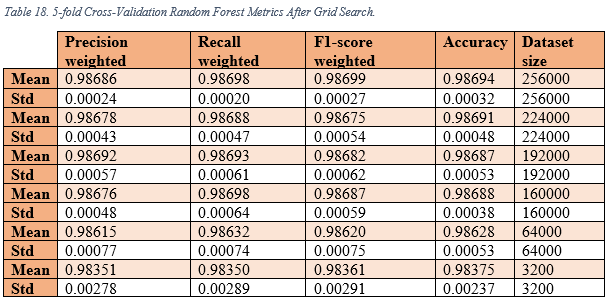 Table 18. 5-fold Cross-Validation Random Forest Metrics After Grid Search.
Precision weighted Recall weighted F1-score weighted Accuracy Dataset size
Mean 0.98686 0.98698 0.98699 0.98694 256000
Std 0.00024 0.00020 0.00027 0.00032 256000
Mean 0.98678 0.98688 0.98675 0.98691 224000
Std 0.00043 0.00047 0.00054 0.00048 224000
Mean 0.98692 0.98693 0.98682 0.98687 192000
Std 0.00057 0.00061 0.00062 0.00053 192000
Mean 0.98676 0.98698 0.98687 0.98688 160000
Std 0.00048 0.00064 0.00059 0.00038 160000
Mean 0.98615 0.98632 0.98620 0.98628 64000
Std 0.00077 0.00074 0.00075 0.00053 64000
Mean 0.98351 0.98350 0.98361 0.98375 3200
Std 0.00278 0.00289 0.00291 0.00237 3200